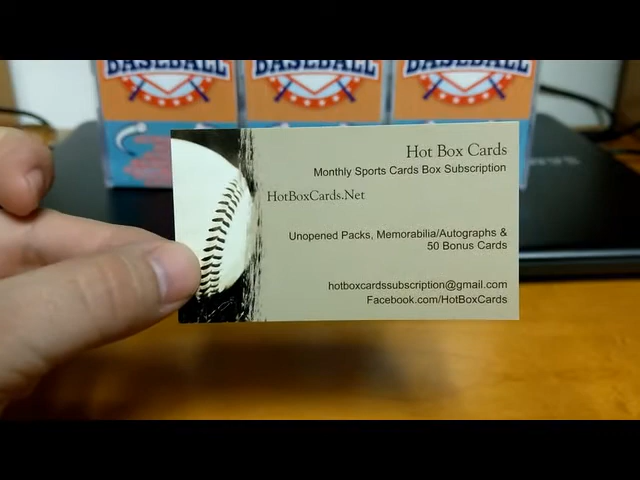 BASEBALL BASEBALL BASEBALL
Hot Box Cards
Monthly Sports Cards Box Subscription
HotBoxCards.Net
Unopened Packs, Memorabilia/Autographs &
50 Bonus Cards
hotboxcardssubscription@gmail.com
Facebook.com/HotBoxCards